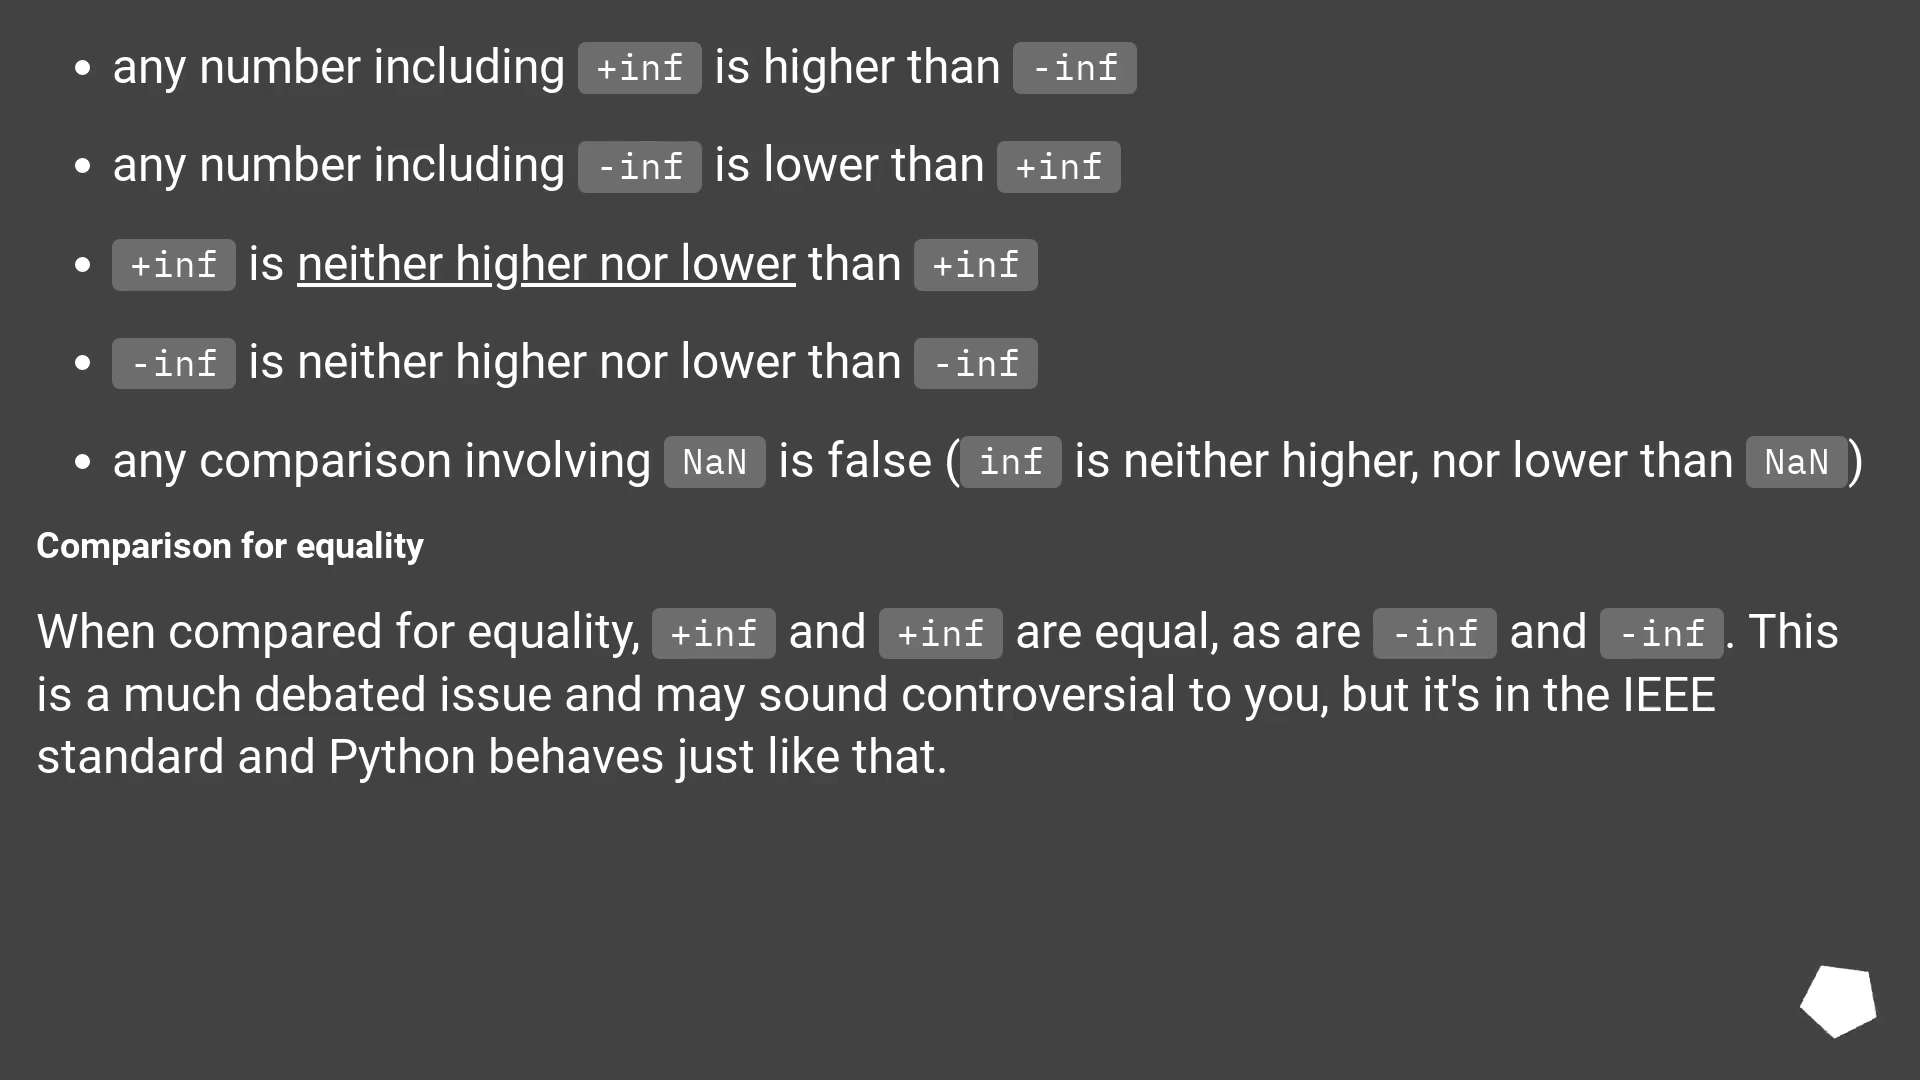 • any number including +inf is higher than -inf
• any number including -inf is lower than +inf
• +inf is neither higher nor lower than +inf
• -inf is neither higher nor lower than -inf
• any comparison involving NaN is false (inf is neither higher, nor lower than NaN)
Comparison for equality
When compared for equality, +inf and +inf are equal, as are -inf and -inf. This
is a much debated issue and may sound controversial to you, but it's in the IEEE
standard and Python behaves just like that.